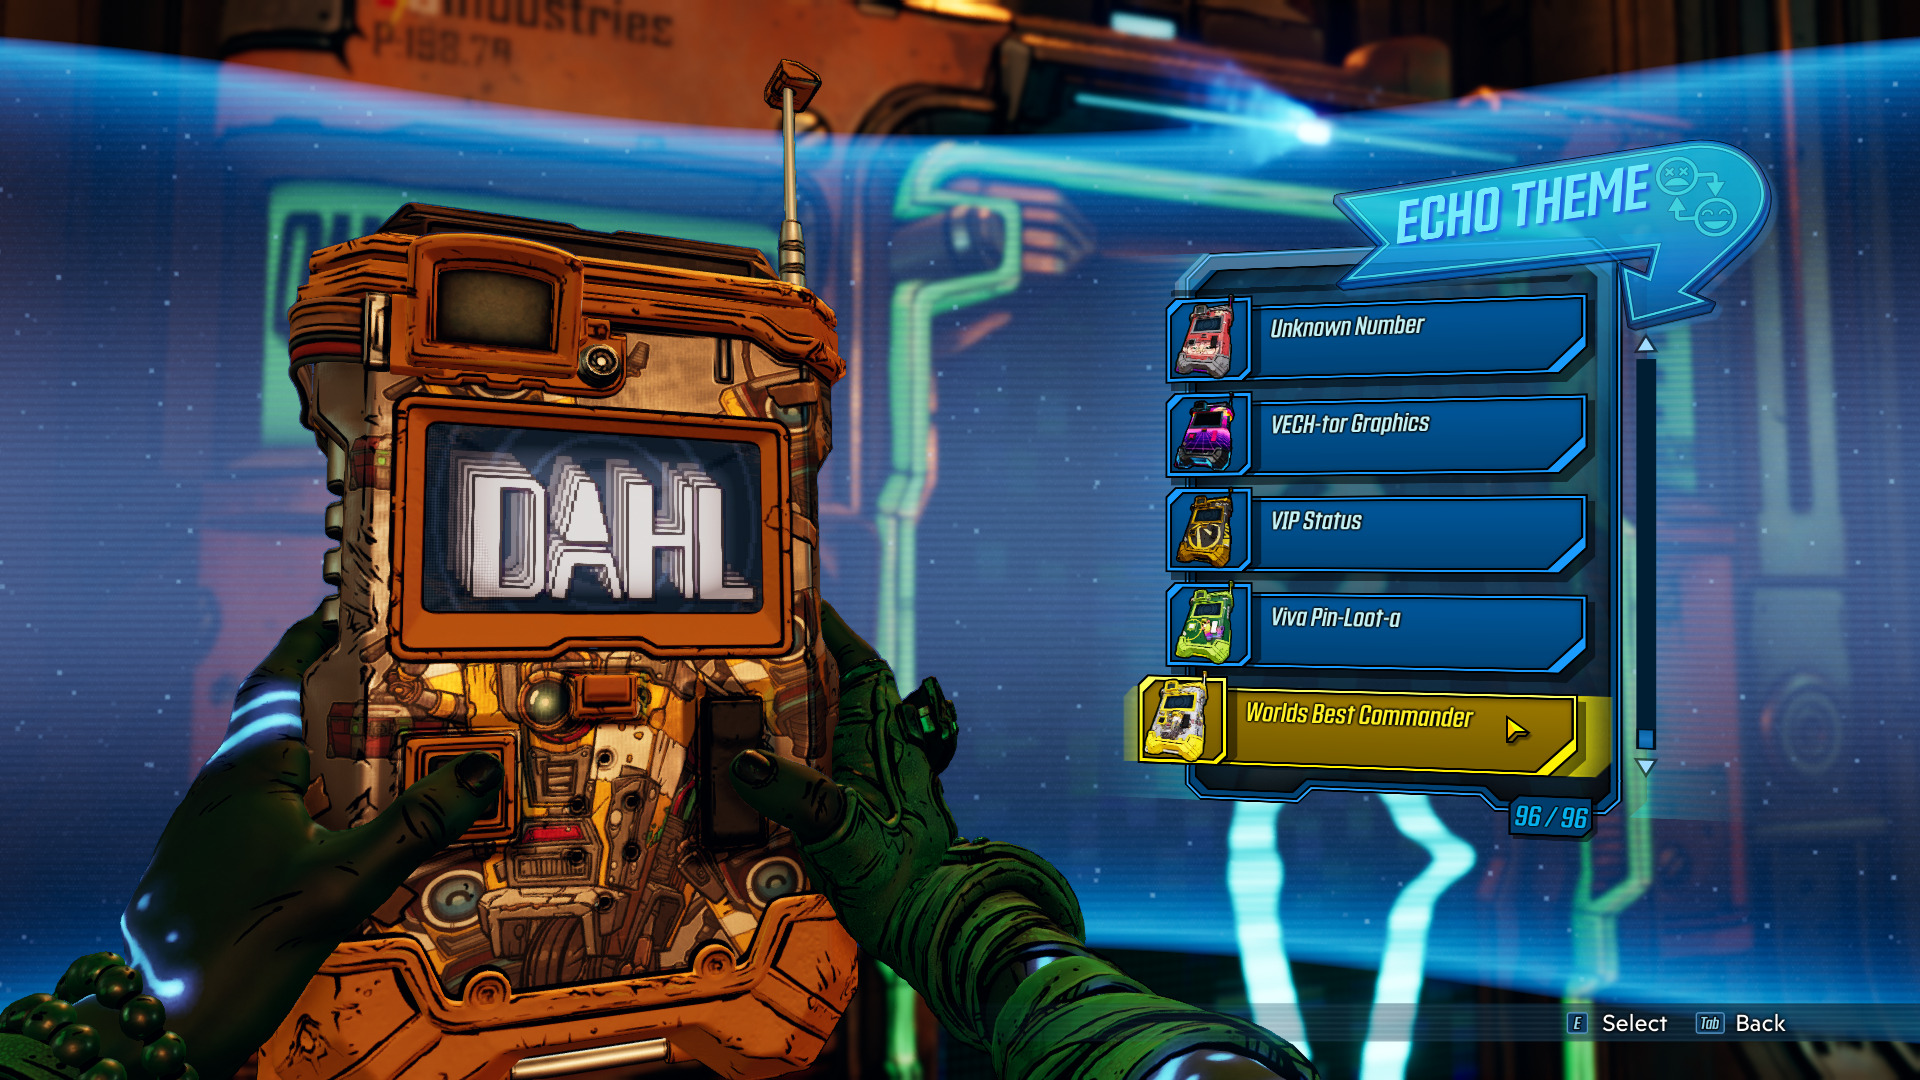 Industries
P-198.79
DAHL
ECHO THEME
Unknown Number
VECH-tor Graphics
VIP Status
Viva Pin-Loot-a
Worlds Best Commander
96 / 96
E Select Tab Back